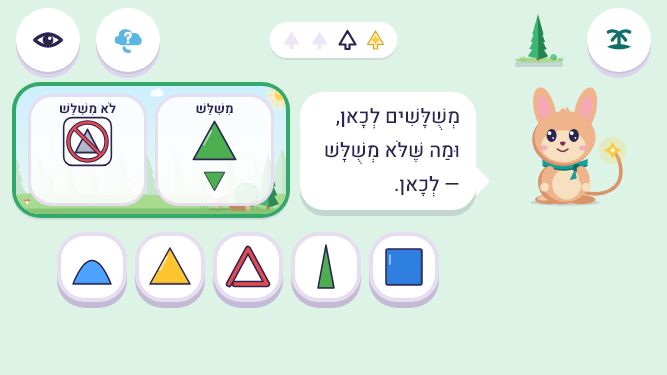 מְשֻׁלָּשׁ
לֹא מְשֻׁלָּשׁ
מְשֻׁלָּשִׁים לְכָאן,
וּמַה שֶּׁלֹּא מְשֻׁלָּשׁ
– לְכָאן.